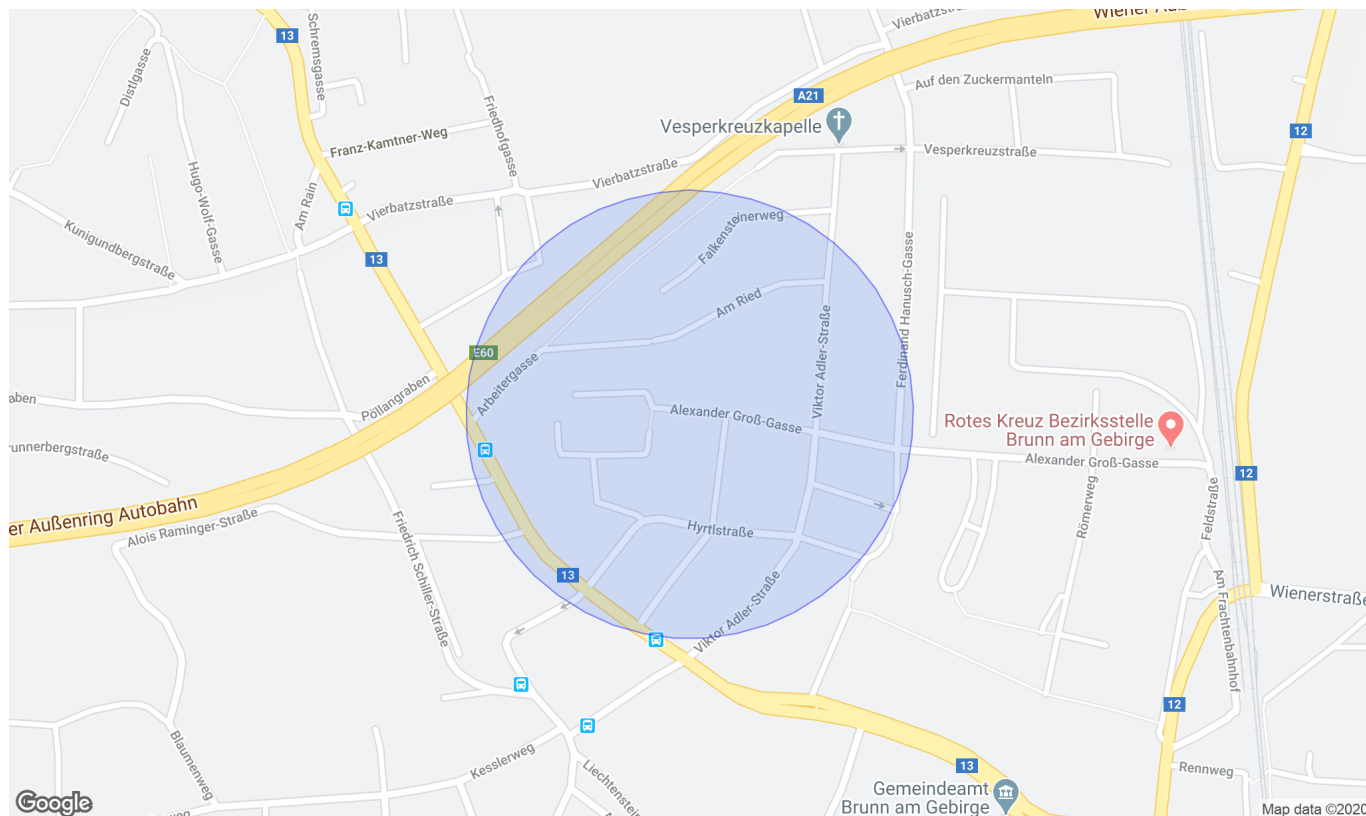 Wiener Auß
Vierbatzstra
13
Schremsgasse
Distlgasse
Auf den Zuckermanteln
A21
Friedhofgasse
Vesperkreuzkapelle
12
Franz-Kamtner-Weg
Vesperkreuzstraße
Vierbatzstraße
Hugo-Wolf-Gasse
Am Rain
Vierbatzstraße
Falkensteinerweg
Kunigundbergstraße
13
Ferdinand Hanusch-Gasse
Am Ried
Viktor Adler-Straße
E60
Arbeitergasse
Pöllangraben
aben
Alexander Groß-Gasse
Rotes Kreuz Bezirksstelle
Brunn am Gebirge
runnerbergstraße
Alexander Groß-Gasse
12
er Außenring Autobahn
Römerweg
Feldstraße
Alois Raminger-Straße
Hyrtlstraße
Friedrich Schiller-Straße
13
Viktor Adler-Straße
Am Frachtenbahnhof
Wienerstraße
12
Blaumenweg
Kesslerweg
Liechtenstein
13
Rennweg
Gemeindeamt
Brunn am Gebirge
Google
Map data ©2020